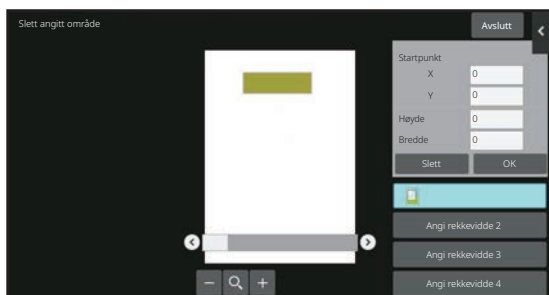 Slett angitt område
Avslutt
Startpunkt
X 0
Y 0
Høyde 0
Bredde 0
Slett OK
Angi rekkevidde 2
Angi rekkevidde 3
Angi rekkevidde 4